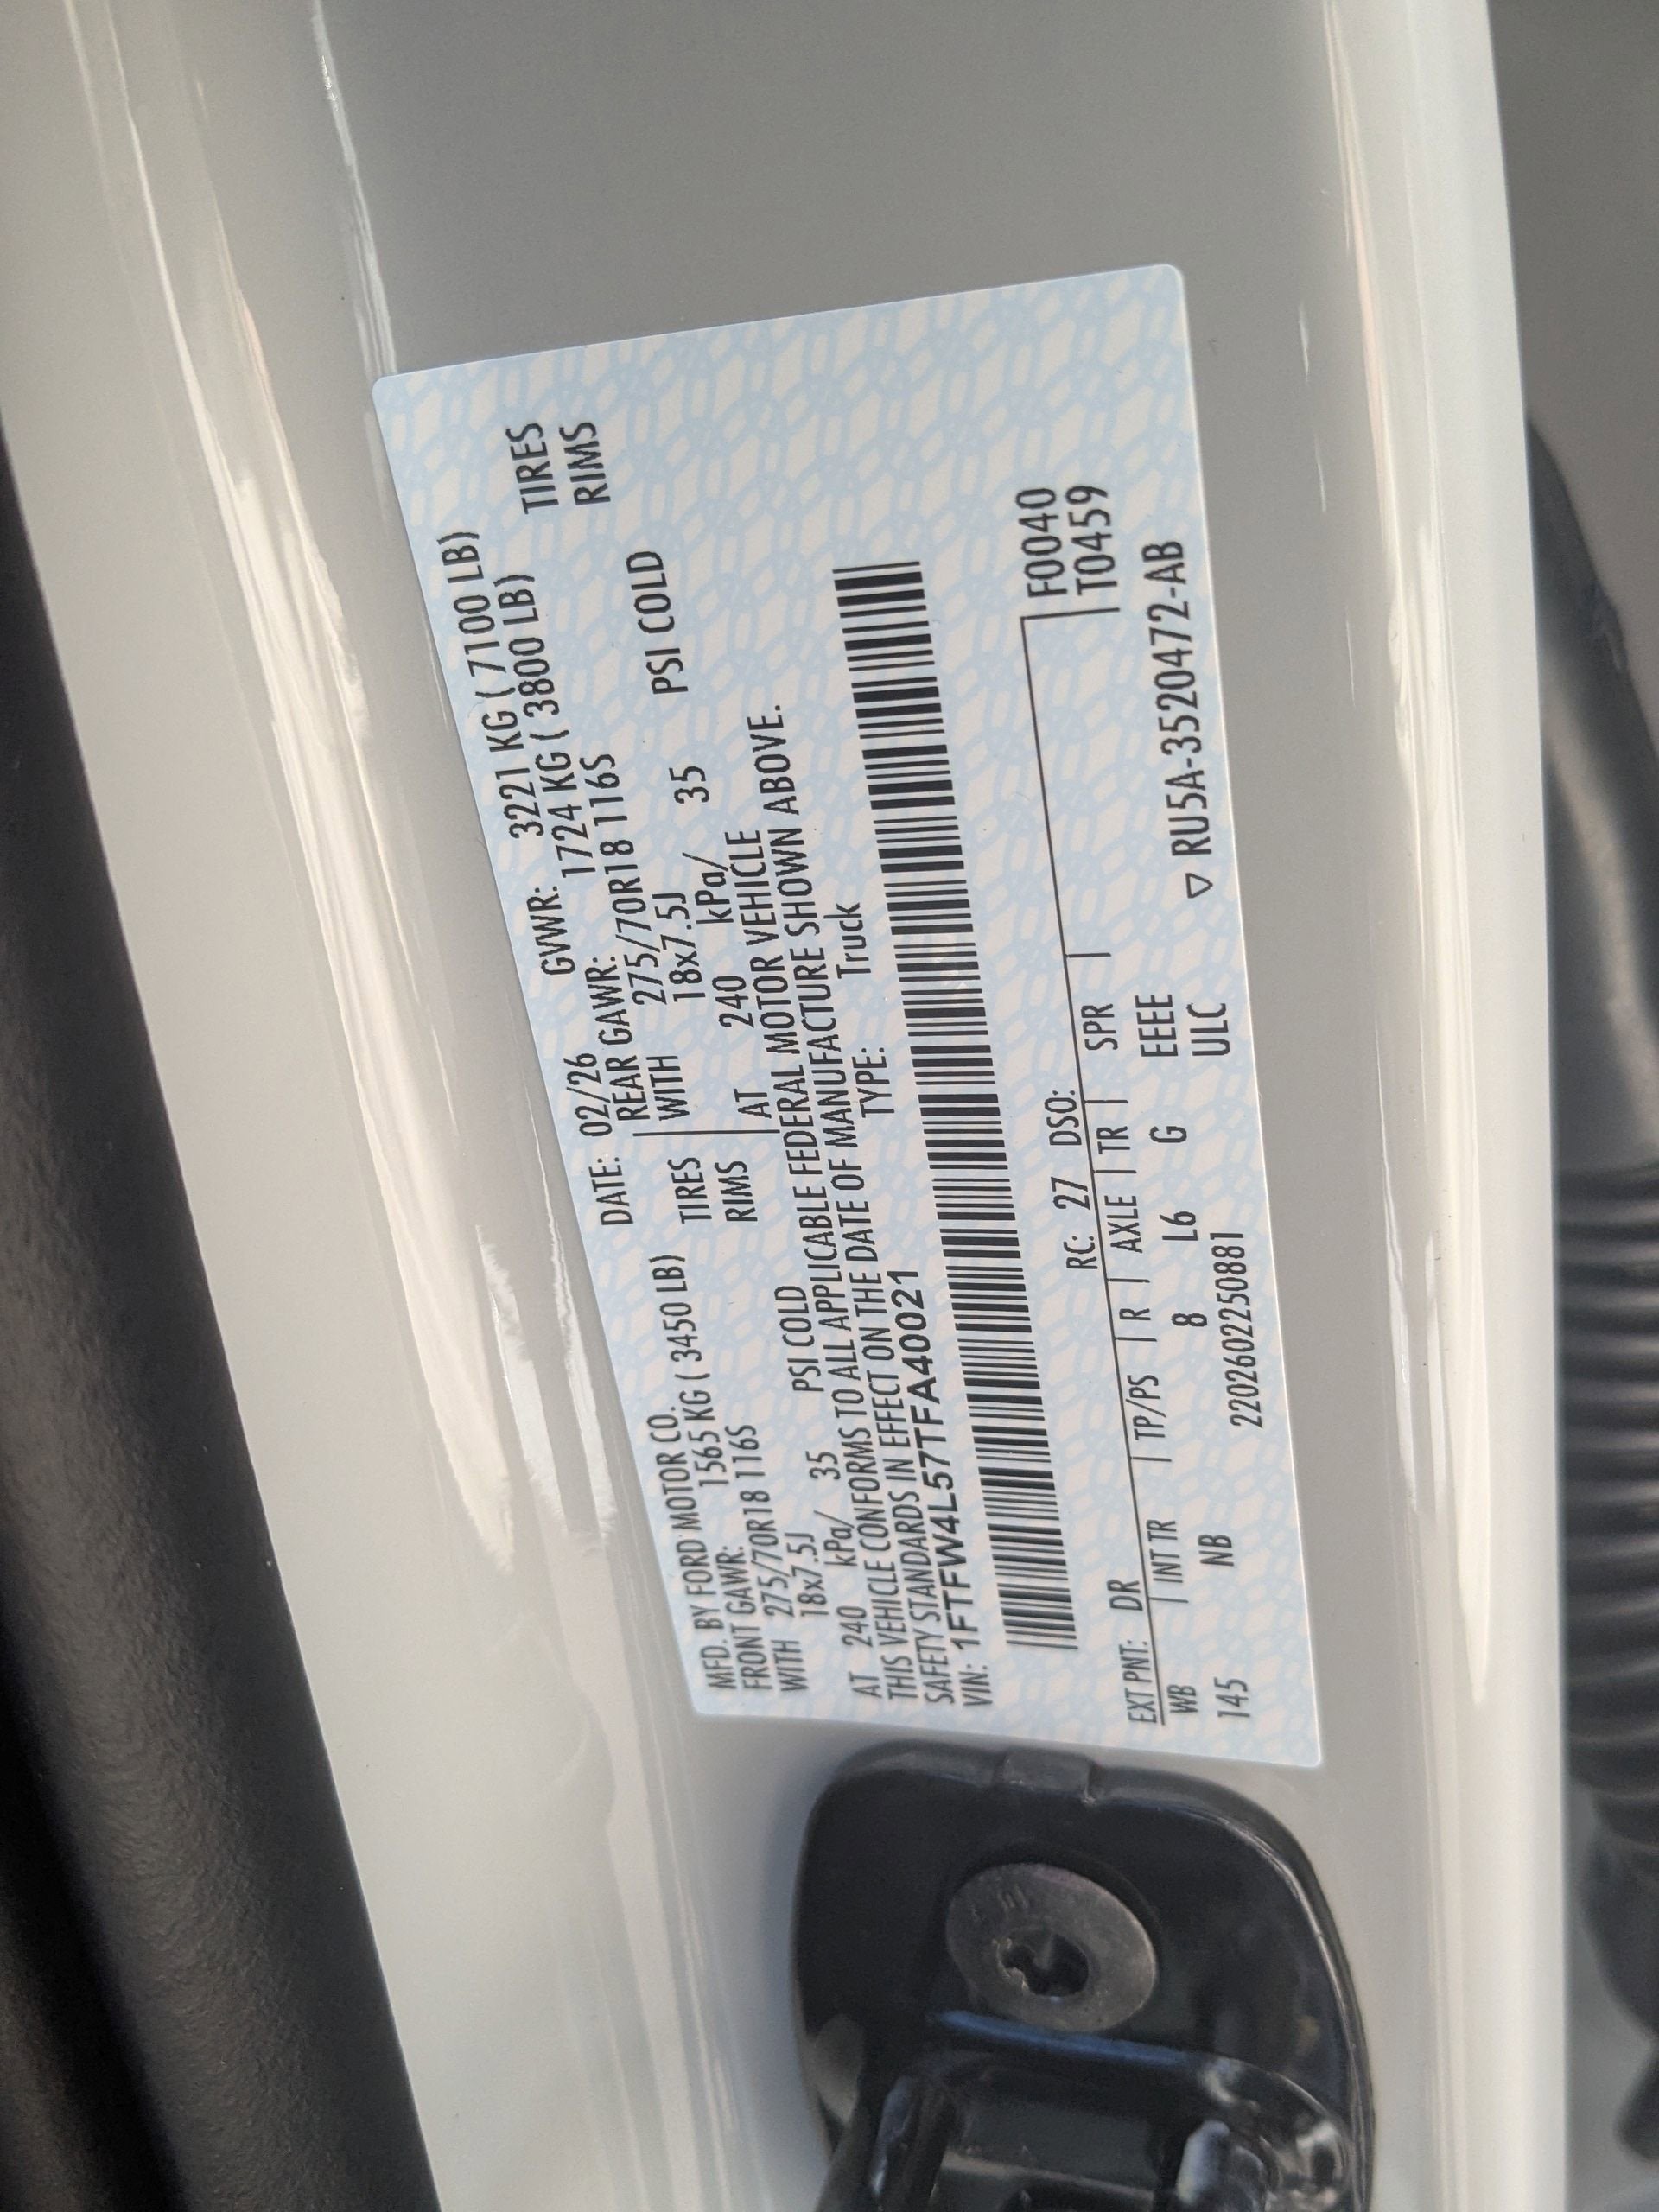 MFD. BY FORD MOTOR CO.
DATE: 02/26 GVWR: 3221 KG ( 7100 LB)
FRONT GAWR: 1565 KG ( 3450 LB) REAR GAWR: 1724 KG ( 3800 LB)
WITH 275/70R18 116S TIRES WITH 275/70R18 116S TIRES
18x7.5J RIMS 18x7.5J RIMS
AT 240 kPa/ 35 PSI COLD AT 240 kPa/ 35 PSI COLD
THIS VEHICLE CONFORMS TO ALL APPLICABLE FEDERAL MOTOR VEHICLE
SAFETY STANDARDS IN EFFECT ON THE DATE OF MANUFACTURE SHOWN ABOVE.
VIN: 1FTFW4L57TFA40021 TYPE: Truck
F0040
T0459
EXT PNT: DR RC: 27 DSO:
WB INT TR TP/PS R AXLE TR SPR
145 NB 8 L6 G EEEE
2202602250881 ULC ▽ RU5A-3520472-AB